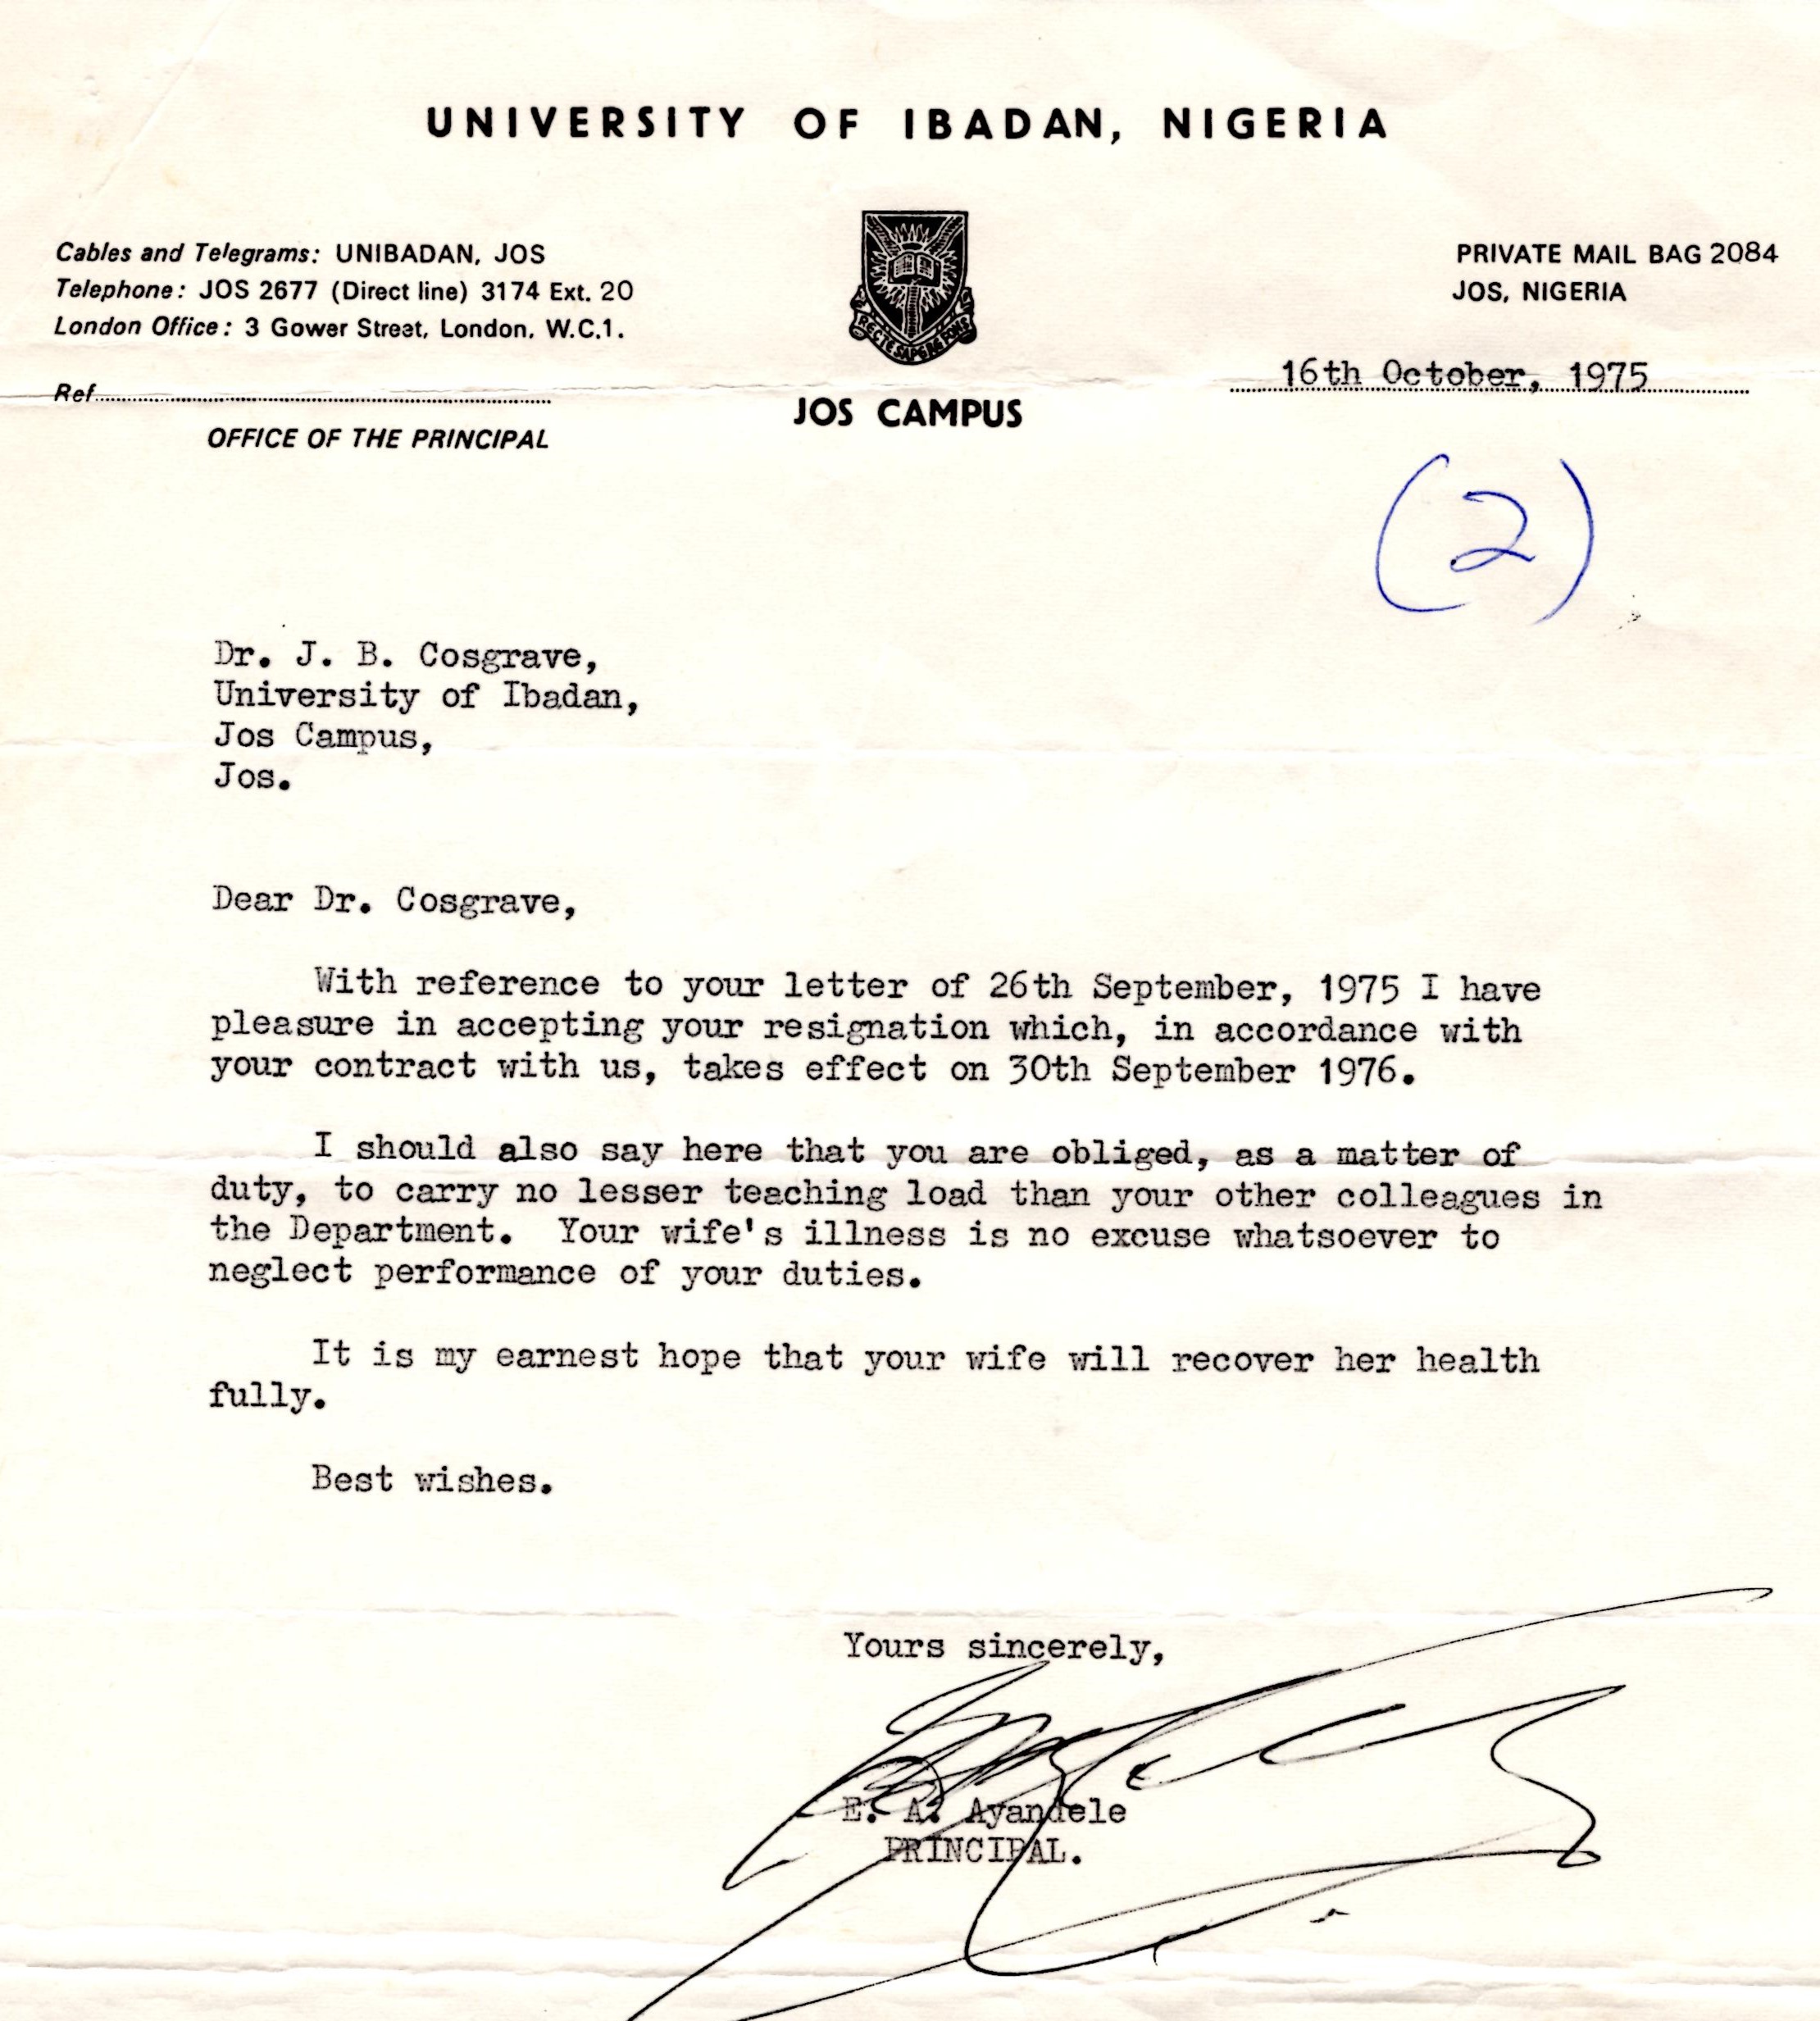 UNIVERSITY OF IBADAN, NIGERIA
Cables and Telegrams: UNIBADAN, JOS
Telephone: JOS 2677 (Direct line) 3174 Ext. 20
London Office: 3 Gower Street, London, W.C.1.
Ref
OFFICE OF THE PRINCIPAL
RECTE SAPERE FONS
JOS CAMPUS
PRIVATE MAIL BAG 2084
JOS, NIGERIA
16th October, 1975
(2)
Dr. J. B. Cosgrave,
University of Ibadan,
Jos Campus,
Jos.
Dear Dr. Cosgrave,
With reference to your letter of 26th September, 1975 I have
pleasure in accepting your resignation which, in accordance with
your contract with us, takes effect on 30th September 1976.
I should also say here that you are obliged, as a matter of
duty, to carry no lesser teaching load than your other colleagues in
the Department. Your wife's illness is no excuse whatsoever to
neglect performance of your duties.
It is my earnest hope that your wife will recover her health
fully.
Best wishes.
Yours sincerely,
E. A. Ayandele
PRINCIPAL.